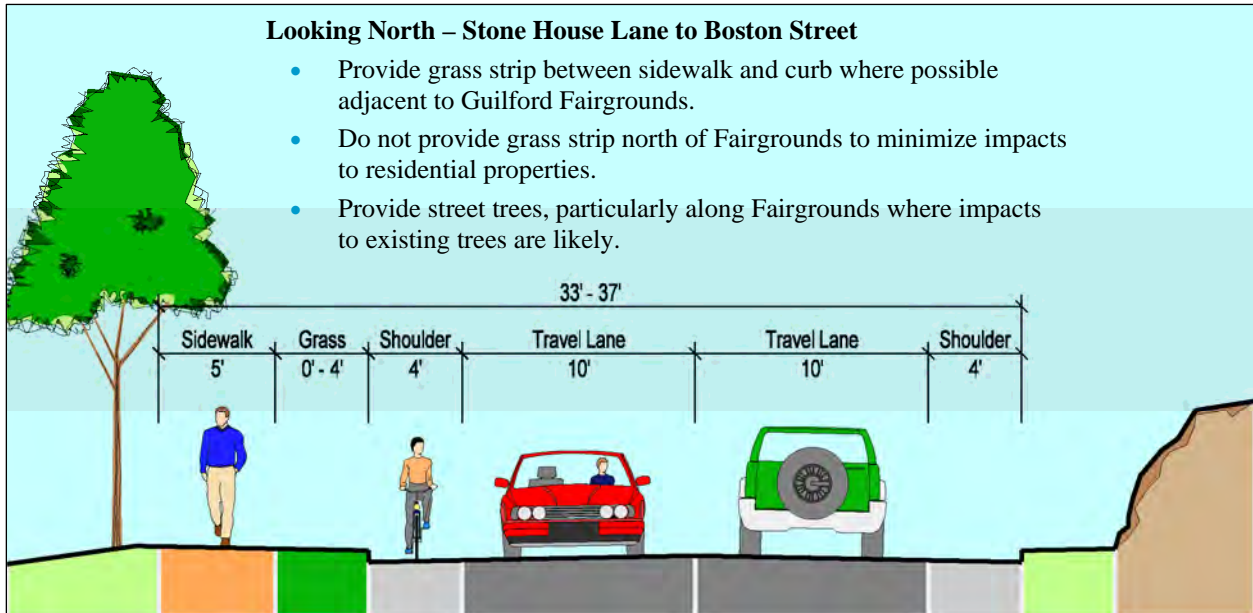 Looking North – Stone House Lane to Boston Street
• Provide grass strip between sidewalk and curb where possible
adjacent to Guilford Fairgrounds.
• Do not provide grass strip north of Fairgrounds to minimize impacts
to residential properties.
• Provide street trees, particularly along Fairgrounds where impacts
to existing trees are likely.
33' - 37'
Sidewalk Grass Shoulder Travel Lane Travel Lane Shoulder
5' 0' - 4' 4' 10' 10' 4'